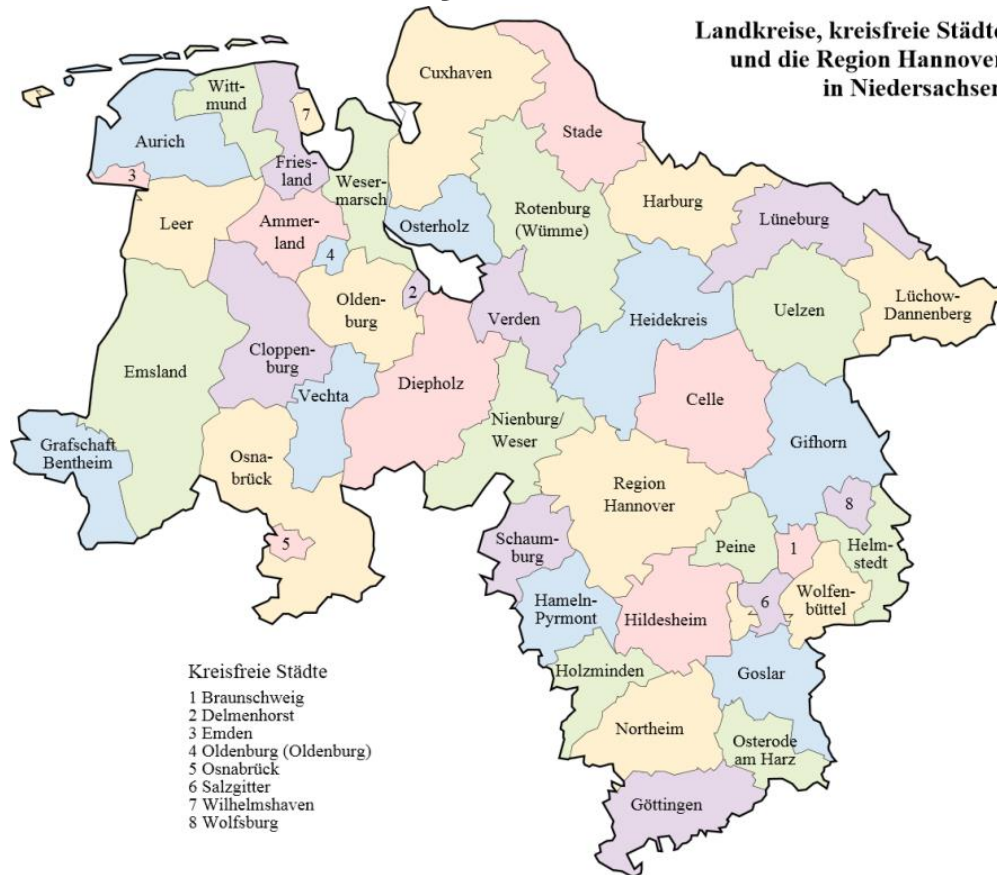 Landkreise, kreisfreie Städte
und die Region Hannover
in Niedersachsen
Cuxhaven
Witt-
mund
7
Stade
Aurich
3
Fries-
land
Weser-
marsch
Rotenburg
(Wümme)
Harburg
Lüneburg
Leer
Ammer-
land
Osterholz
4
2
Olden-
burg
Verden
Heidekreis
Uelzen
Lüchow-
Dannenberg
Cloppen-
burg
Emsland
Vechta
Diepholz
Celle
Nienburg/
Weser
Gifhorn
Grafschaft
Bentheim
Osna-
brück
Region
Hannover
8
5
Schaum-
burg
Peine
1
Helm-
stedt
Hameln-
Pyrmont
Hildesheim
6
Wolfen-
büttel
Holzminden
Goslar
Northeim
Osterode
am Harz
Göttingen
Kreisfreie Städte
1 Braunschweig
2 Delmenhorst
3 Emden
4 Oldenburg (Oldenburg)
5 Osnabrück
6 Salzgitter
7 Wilhelmshaven
8 Wolfsburg